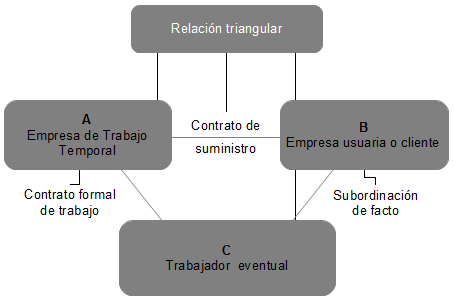 Relación triangular
A
Empresa de Trabajo
Temporal
Contrato de
suministro
B
Empresa usuaria o cliente
Contrato formal
de trabajo
Subordinación
de facto
C
Trabajador eventual